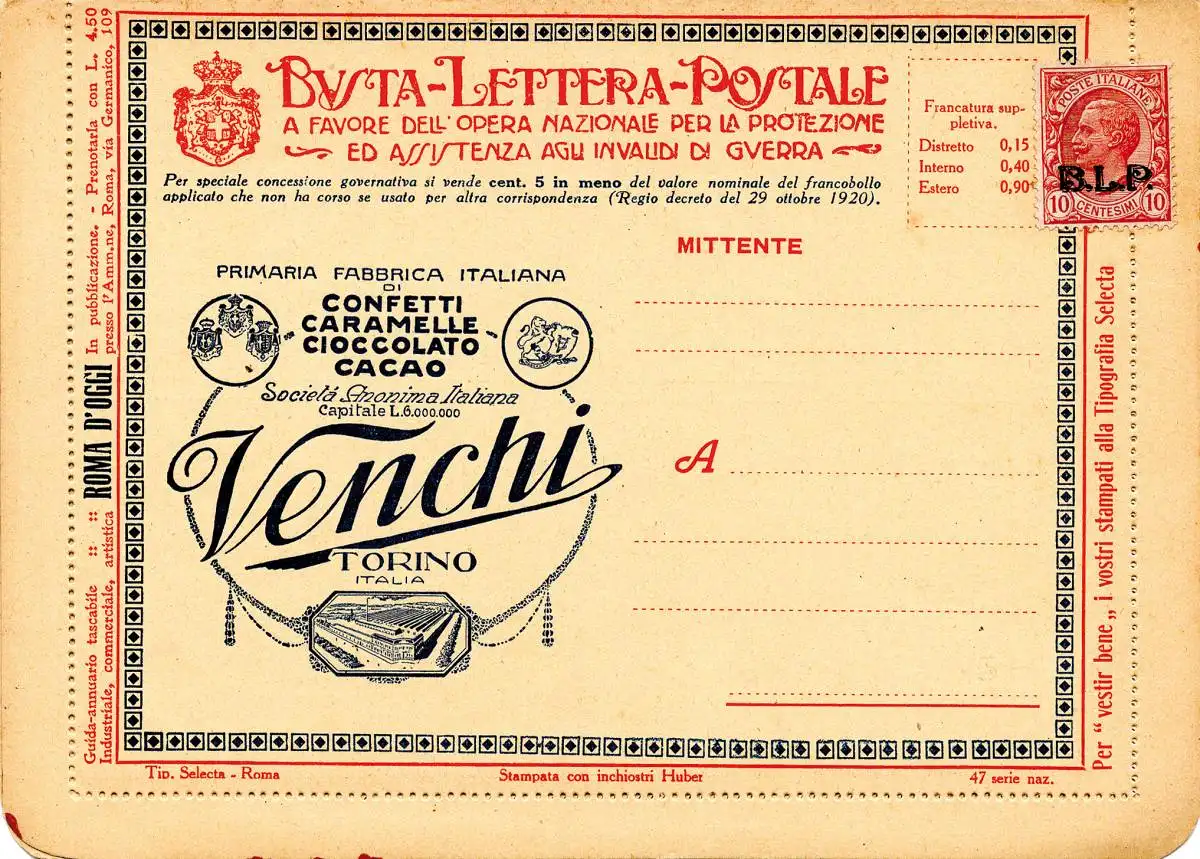 BUSTA-LETTERA-POSTALE
A FAVORE DELL'OPERA NAZIONALE PER LA PROTEZIONE
ED ASSISTENZA AGLI INVALIDI DI GVERRA
Per speciale concessione governativa si vende cent. 5 in meno del valore nominale del francobollo
applicato che non ha corso se usato per altra corrispondenza (Regio decreto del 29 ottobre 1920).
Francatura sup-
pletiva.
Distretto 0,15
Interno 0,40
Estero 0,90
POSTE ITALIANE
B.L.P.
10 CENTESIMI 10
MITTENTE
PRIMARIA FABBRICA ITALIANA
DI
CONFETTI
CARAMELLE
CIOCCOLATO
CACAO
Società Anonima Italiana
Capitale L.6.000.000
Venchi
TORINO
ITALIA
A
Guida-annuario tascabile :: :: ROMA D'OGGI In pubblicazione. - Prenotarla con L. 4.50
Industriale, commerciale, artistica presso l'Amm.ne, Roma, via Germanico, 109
Per "vestir bene„ i vostri stampati alla Tipografia Selecta
Tip. Selecta - Roma
Stampata con inchiostri Huber
47 serie naz.